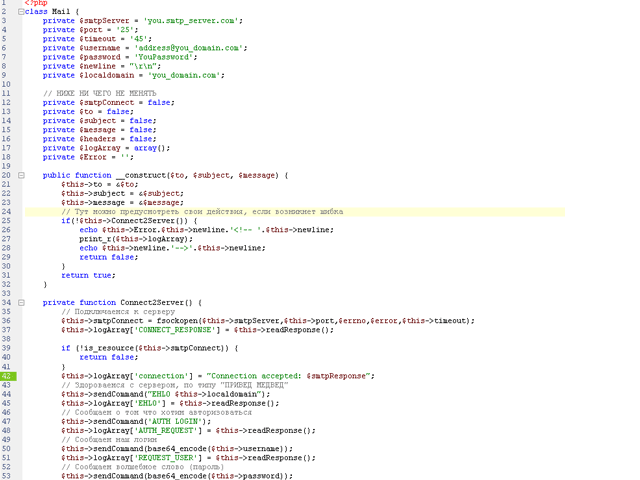 1 <?php
2 class Mail {
3 private $smtpServer = 'you.smtp_server.com';
4 private $port = '25';
5 private $timeout = '45';
6 private $username = 'address@you_domain.com';
7 private $password = 'YouPassword';
8 private $newline = "\r\n";
9 private $localdomain = 'you_domain.com';
10
11 // НИХЕ НИ ЧЕГО НЕ МЕНЯТЬ
12 private $smtpConnect = false;
13 private $to = false;
14 private $subject = false;
15 private $message = false;
16 private $headers = false;
17 private $logArray = array();
18 private $Error = '';
19
20 public function __construct($to, $subject, $message) {
21 $this->to = &$to;
22 $this->subject = &$subject;
23 $this->message = &$message;
24 // Тут можно предусмотреть свои действия, если возникнет шибка
25 if(!$this->Connect2Server()) {
26 echo $this->Error.$this->newline.'<!-- '.$this->newline;
27 print_r($this->logArray);
28 echo $this->newline.'-->'.$this->newline;
29 return false;
30 }
31 return true;
32 }
33
34 private function Connect2Server() {
35 // Подключаемся к серверу
36 $this->smtpConnect = fsockopen($this->smtpServer,$this->port,$errno,$error,$this->timeout);
37 $this->logArray['CONNECT_RESPONSE'] = $this->readResponse();
38
39 if (!is_resource($this->smtpConnect)) {
40 return false;
41 }
42 $this->logArray['connection'] = "Connection accepted: $smtpResponse";
43 // Здороваемся с сервером, по типу "ПРИВЕД МЕДВЕД"
44 $this->sendCommand("EHLO $this->localdomain");
45 $this->logArray['EHLO'] = $this->readResponse();
46 // Сообщаем о том что хотим авторизоваться
47 $this->sendCommand('AUTH LOGIN');
48 $this->logArray['AUTH_REQUEST'] = $this->readResponse();
49 // Сообщаем наш логин
50 $this->sendCommand(base64_encode($this->username));
51 $this->logArray['REQUEST_USER'] = $this->readResponse();
52 // Сообщаем волшебное слово (пароль)
53 $this->sendCommand(base64_encode($this->password));